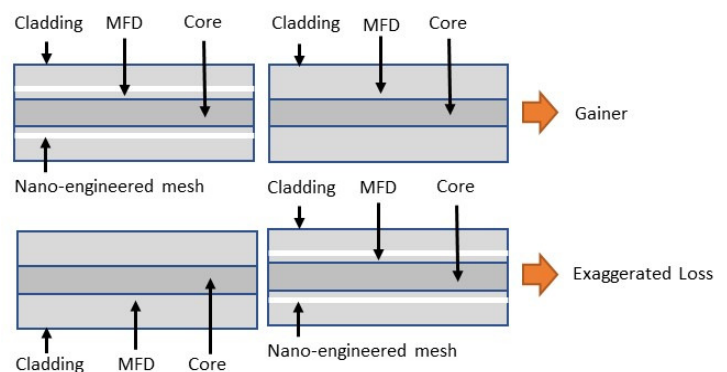 Cladding MFD Core
Cladding MFD Core
Gainer
Nano-engineered mesh
Cladding MFD Core
Exaggerated Loss
Nano-engineered mesh
Cladding MFD Core